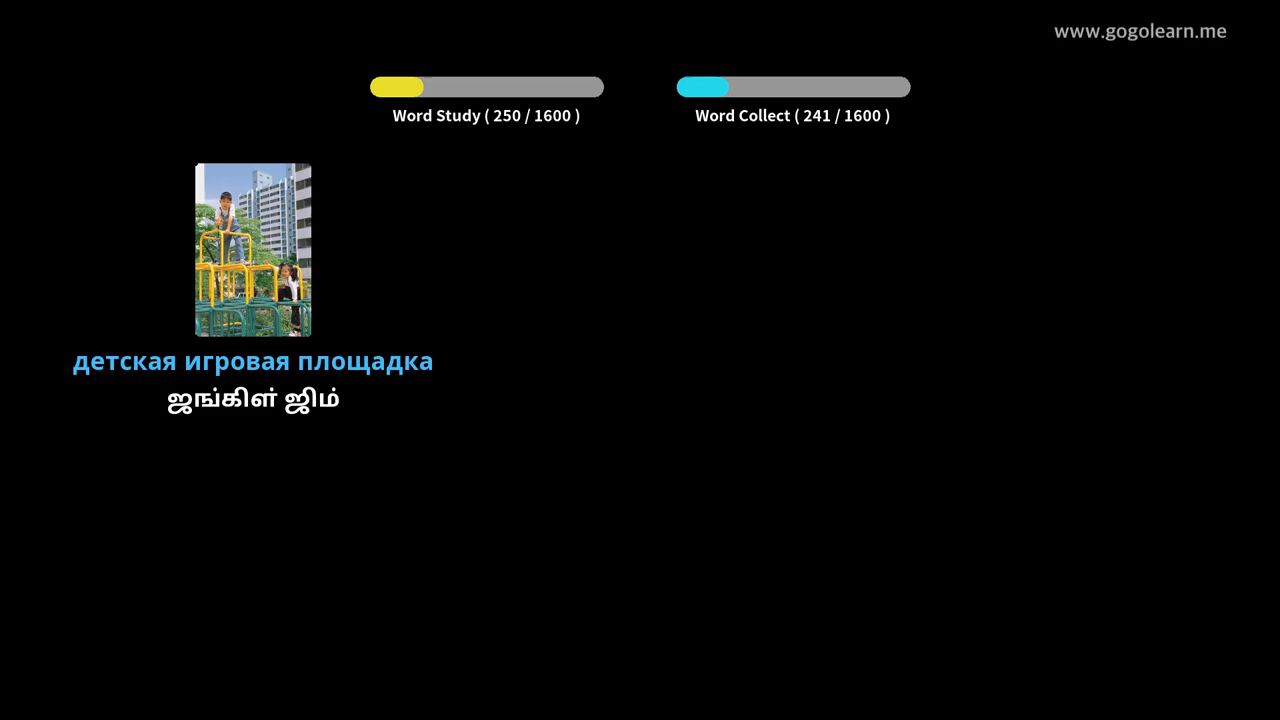 www.gogolearn.me
Word Study ( 250 / 1600 )
Word Collect ( 241 / 1600 )
детская игровая площадка
ஜங்கிள் ஜிம்